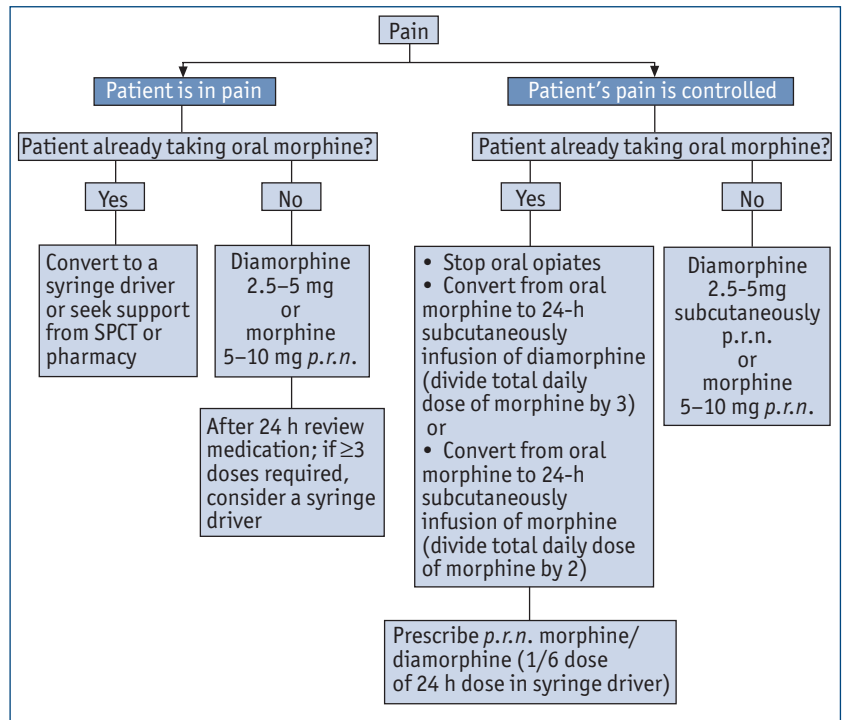 Pain
Patient is in pain
Patient already taking oral morphine?
Yes
Convert to a
syringe driver
or seek support
from SPCT or
pharmacy
No
Diamorphine
2.5–5 mg
or
morphine
5–10 mg p.r.n.
After 24 h review
medication; if ≥3
doses required,
consider a syringe
driver
Patient's pain is controlled
Patient already taking oral morphine?
Yes
• Stop oral opiates
• Convert from oral
morphine to 24-h
subcutaneously
infusion of diamorphine
(divide total daily
dose of morphine by 3)
or
• Convert from oral
morphine to 24-h
subcutaneously
infusion of morphine
(divide total daily dose
of morphine by 2)
Prescribe p.r.n. morphine/
diamorphine (1/6 dose
of 24 h dose in syringe driver)
No
Diamorphine
2.5-5mg
subcutaneously
p.r.n.
or
morphine
5–10 mg p.r.n.